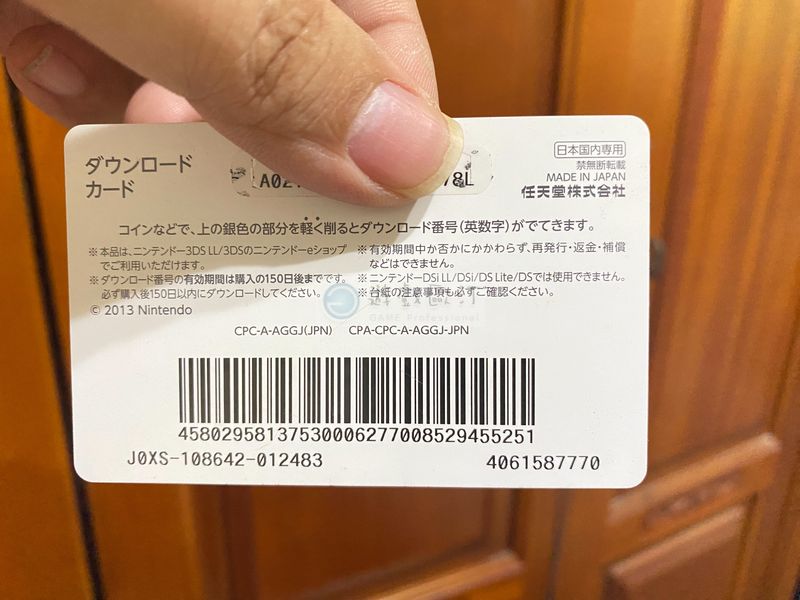 ダウンロード
カード
A02
78L
日本国内専用
禁無断転載
MADE IN JAPAN
任天堂株式会社
コインなどで、上の銀色の部分を軽く削るとダウンロード番号(英数字)がでてきます。
※本品は、ニンテンドー3DS LL/3DSのニンテンドーeショップ
でご利用いただけます。
※ダウンロード番号の有効期間は購入の150日後までです。
必ず購入後150日以内にダウンロードしてください。
※有効期間中か否かにかかわらず、再発行・返金・補償
などはできません。
※ニンテンドーDSi LL/DSi/DS Lite/DSでは使用できません。
※台紙の注意事項も必ずご確認ください。
© 2013 Nintendo
GAME Professional
CPC-A-AGGJ(JPN) CPA-CPC-A-AGGJ-JPN
45802958137530006277008529455251
J0XS-108642-012483
4061587770